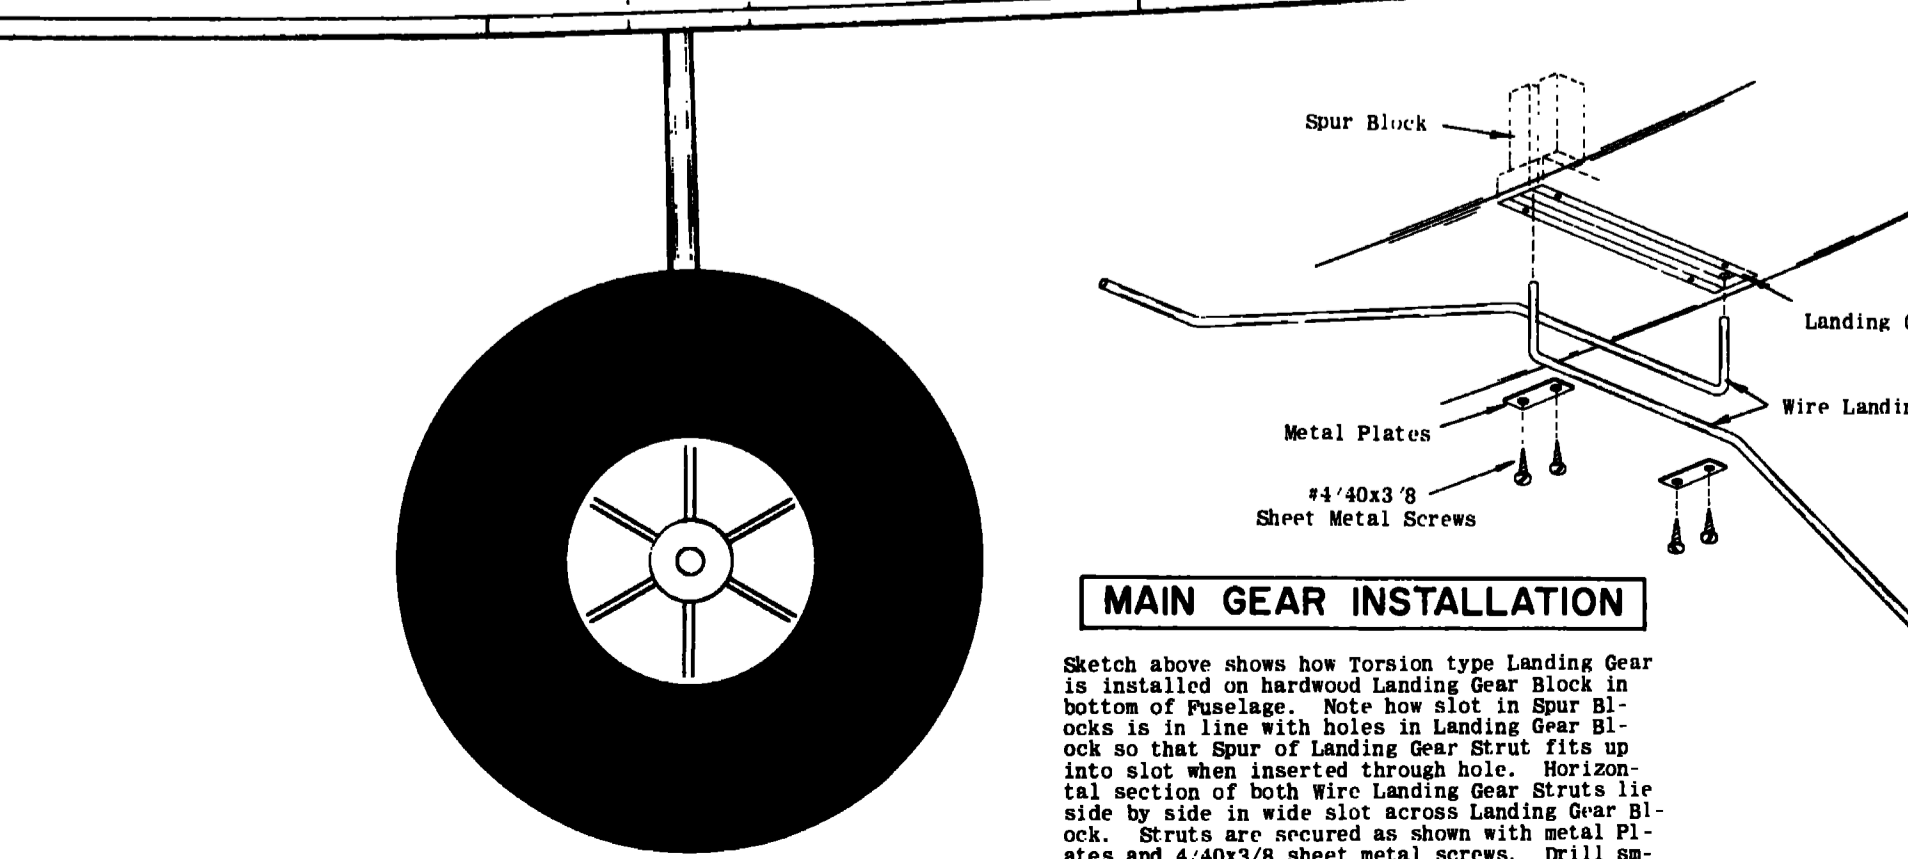 Spur Block
Landing
Wire Landin
Metal Plates
#4/40x3/8
Sheet Metal Screws
MAIN GEAR INSTALLATION
Sketch above shows how Torsion type Landing Gear
is installed on hardwood Landing Gear Block in
bottom of Fuselage. Note how slot in Spur Bl-
ocks is in line with holes in Landing Gear Bl-
ock so that Spur of Landing Gear Strut fits up
into slot when inserted through hole. Horizon-
tal section of both Wire Landing Gear Struts lie
side by side in wide slot across Landing Gear Bl-
ock. Struts are secured as shown with metal Pl-
ates and 4/40x3/8 sheet metal screws. Drill sm-